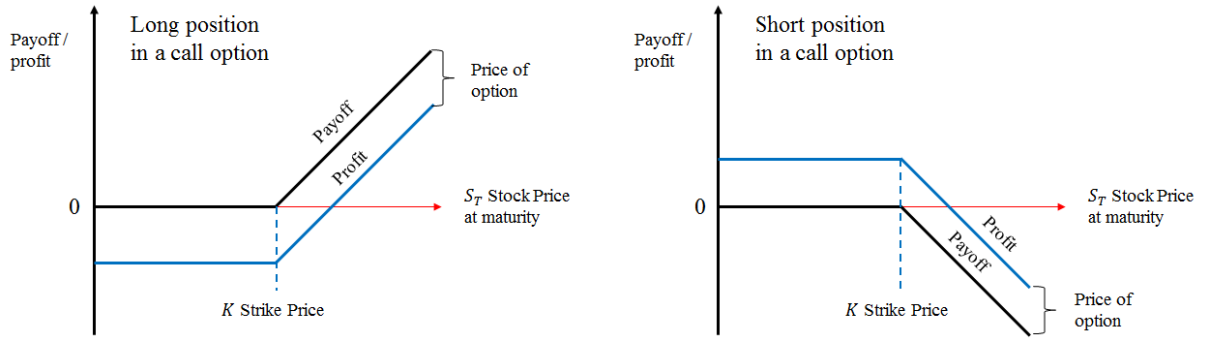 Long position
in a call option
Payoff /
profit
Price of
option
Payoff
Profit
0
S_T Stock Price
at maturity
K Strike Price
Short position
in a call option
Payoff /
profit
0
S_T Stock Price
at maturity
Profit
Payoff
K Strike Price
Price of
option